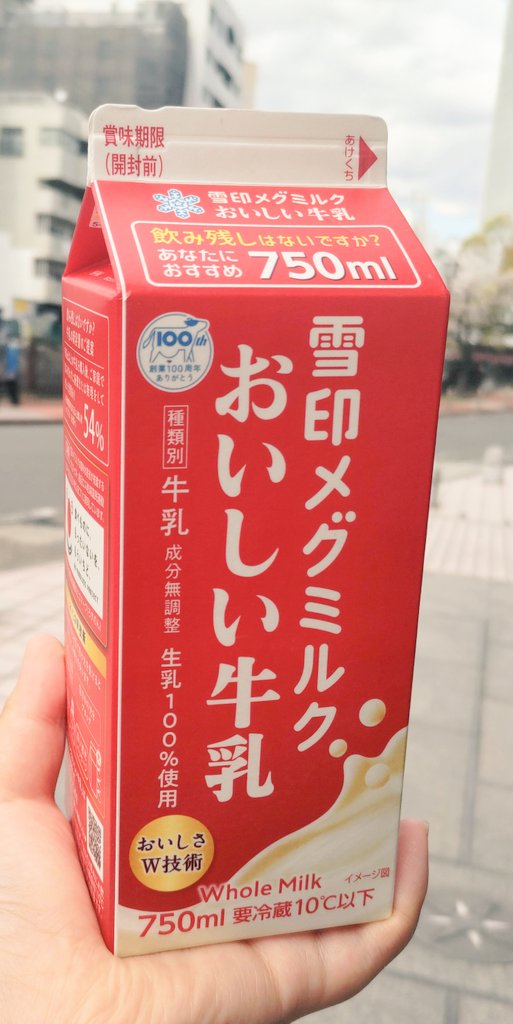 賞味期限
(開封前)
あけくち
雪印メグミルク
おいしい牛乳
飲み残しはないですか?
あなたに
おすすめ
750ml
100th
創業100周年
ありがとう
雪印メグミルク
おいしい牛乳
種類別
牛乳
成分無調整
生乳100%使用
おいしさ
W技術
イメージ図
Whole Milk
750ml 要冷蔵10℃以下
54%